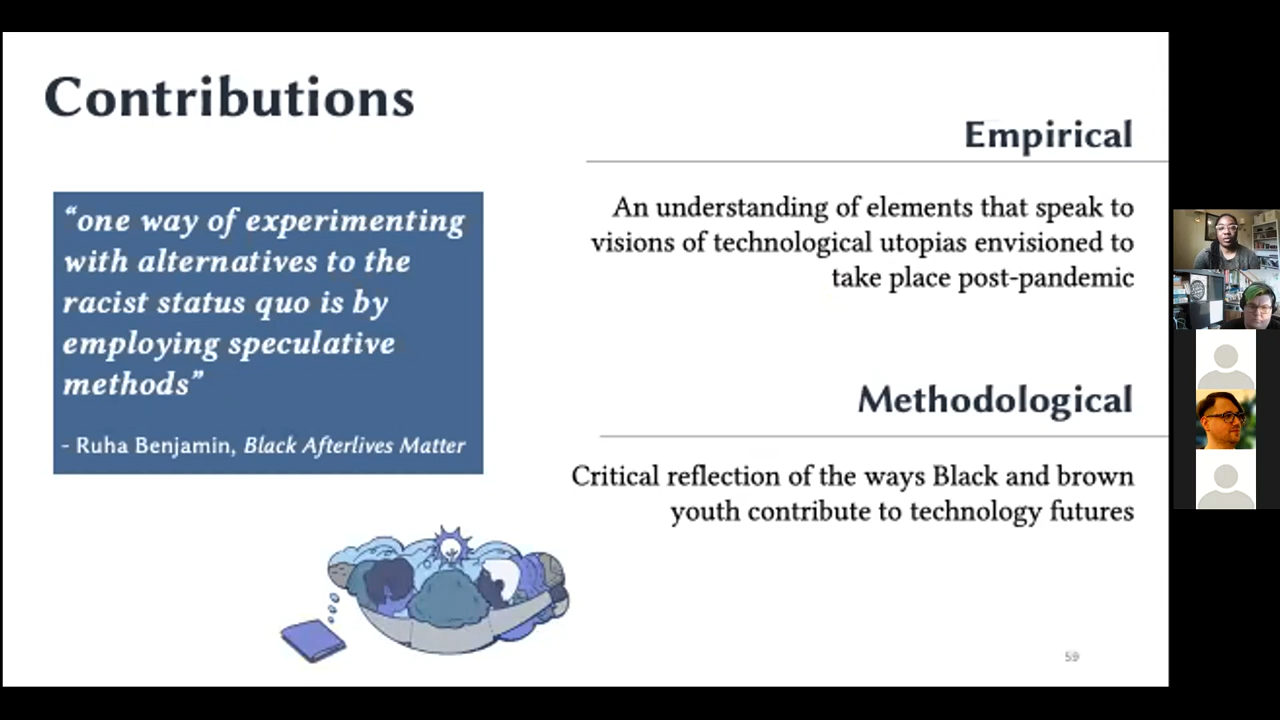 Contributions
“one way of experimenting
with alternatives to the
racist status quo is by
employing speculative
methods”
- Ruha Benjamin, Black Afterlives Matter
Empirical
An understanding of elements that speak to
visions of technological utopias envisioned to
take place post-pandemic
Methodological
Critical reflection of the ways Black and brown
youth contribute to technology futures
59